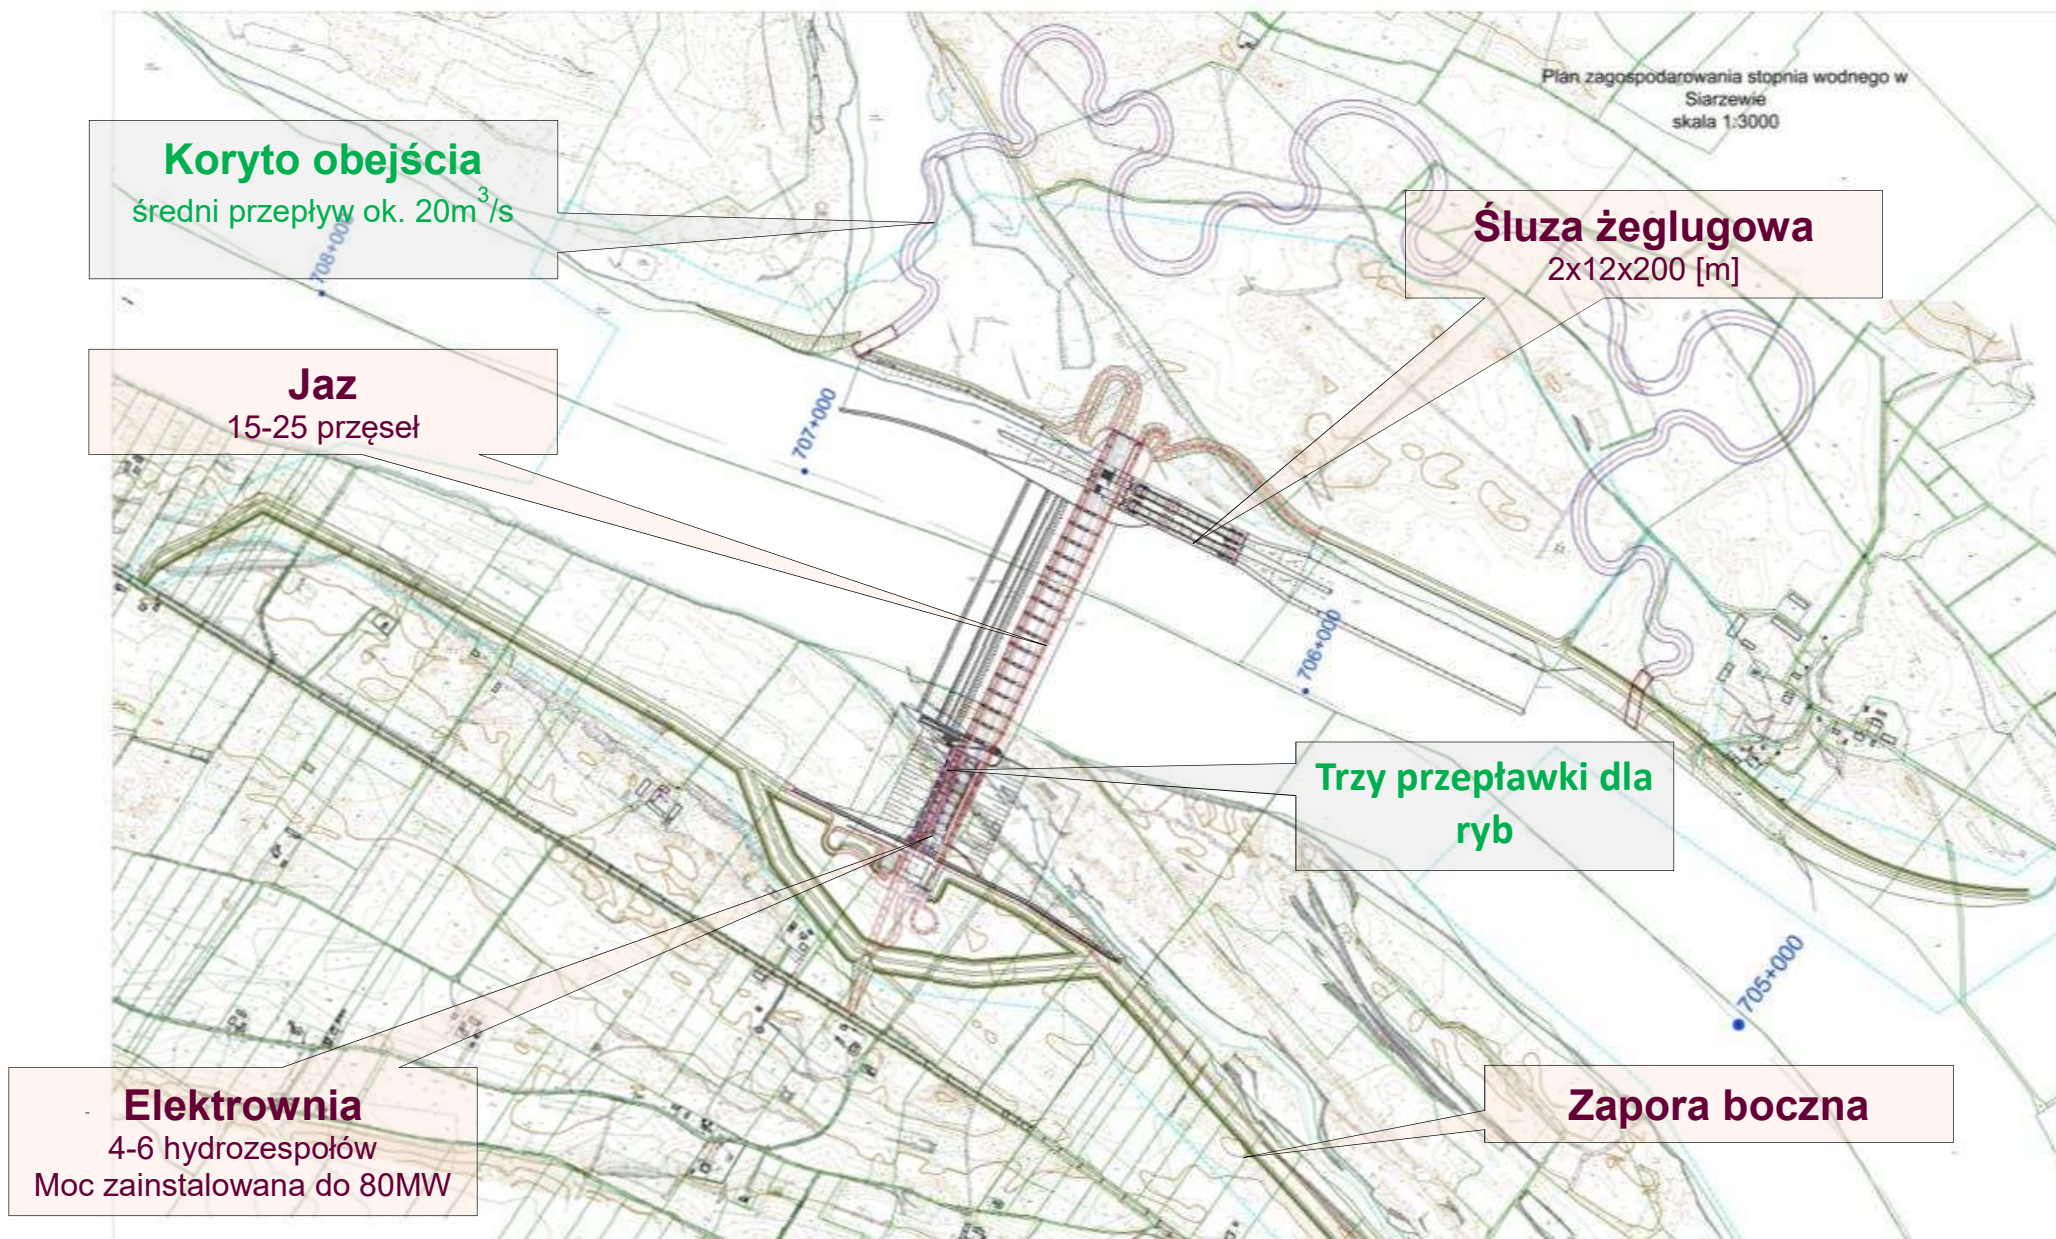 Plan zagospodarowania stopnia wodnego w
Siarzewie
skala 1:3000
Koryto obejścia
średni przepływ ok. 20m³/s
708+000
Śluza żeglugowa
2x12x200 [m]
Jaz
15-25 przęseł
707+000
706+000
Trzy przepławki dla
ryb
705+000
Elektrownia
4-6 hydrozespołów
Moc zainstalowana do 80MW
Zapora boczna